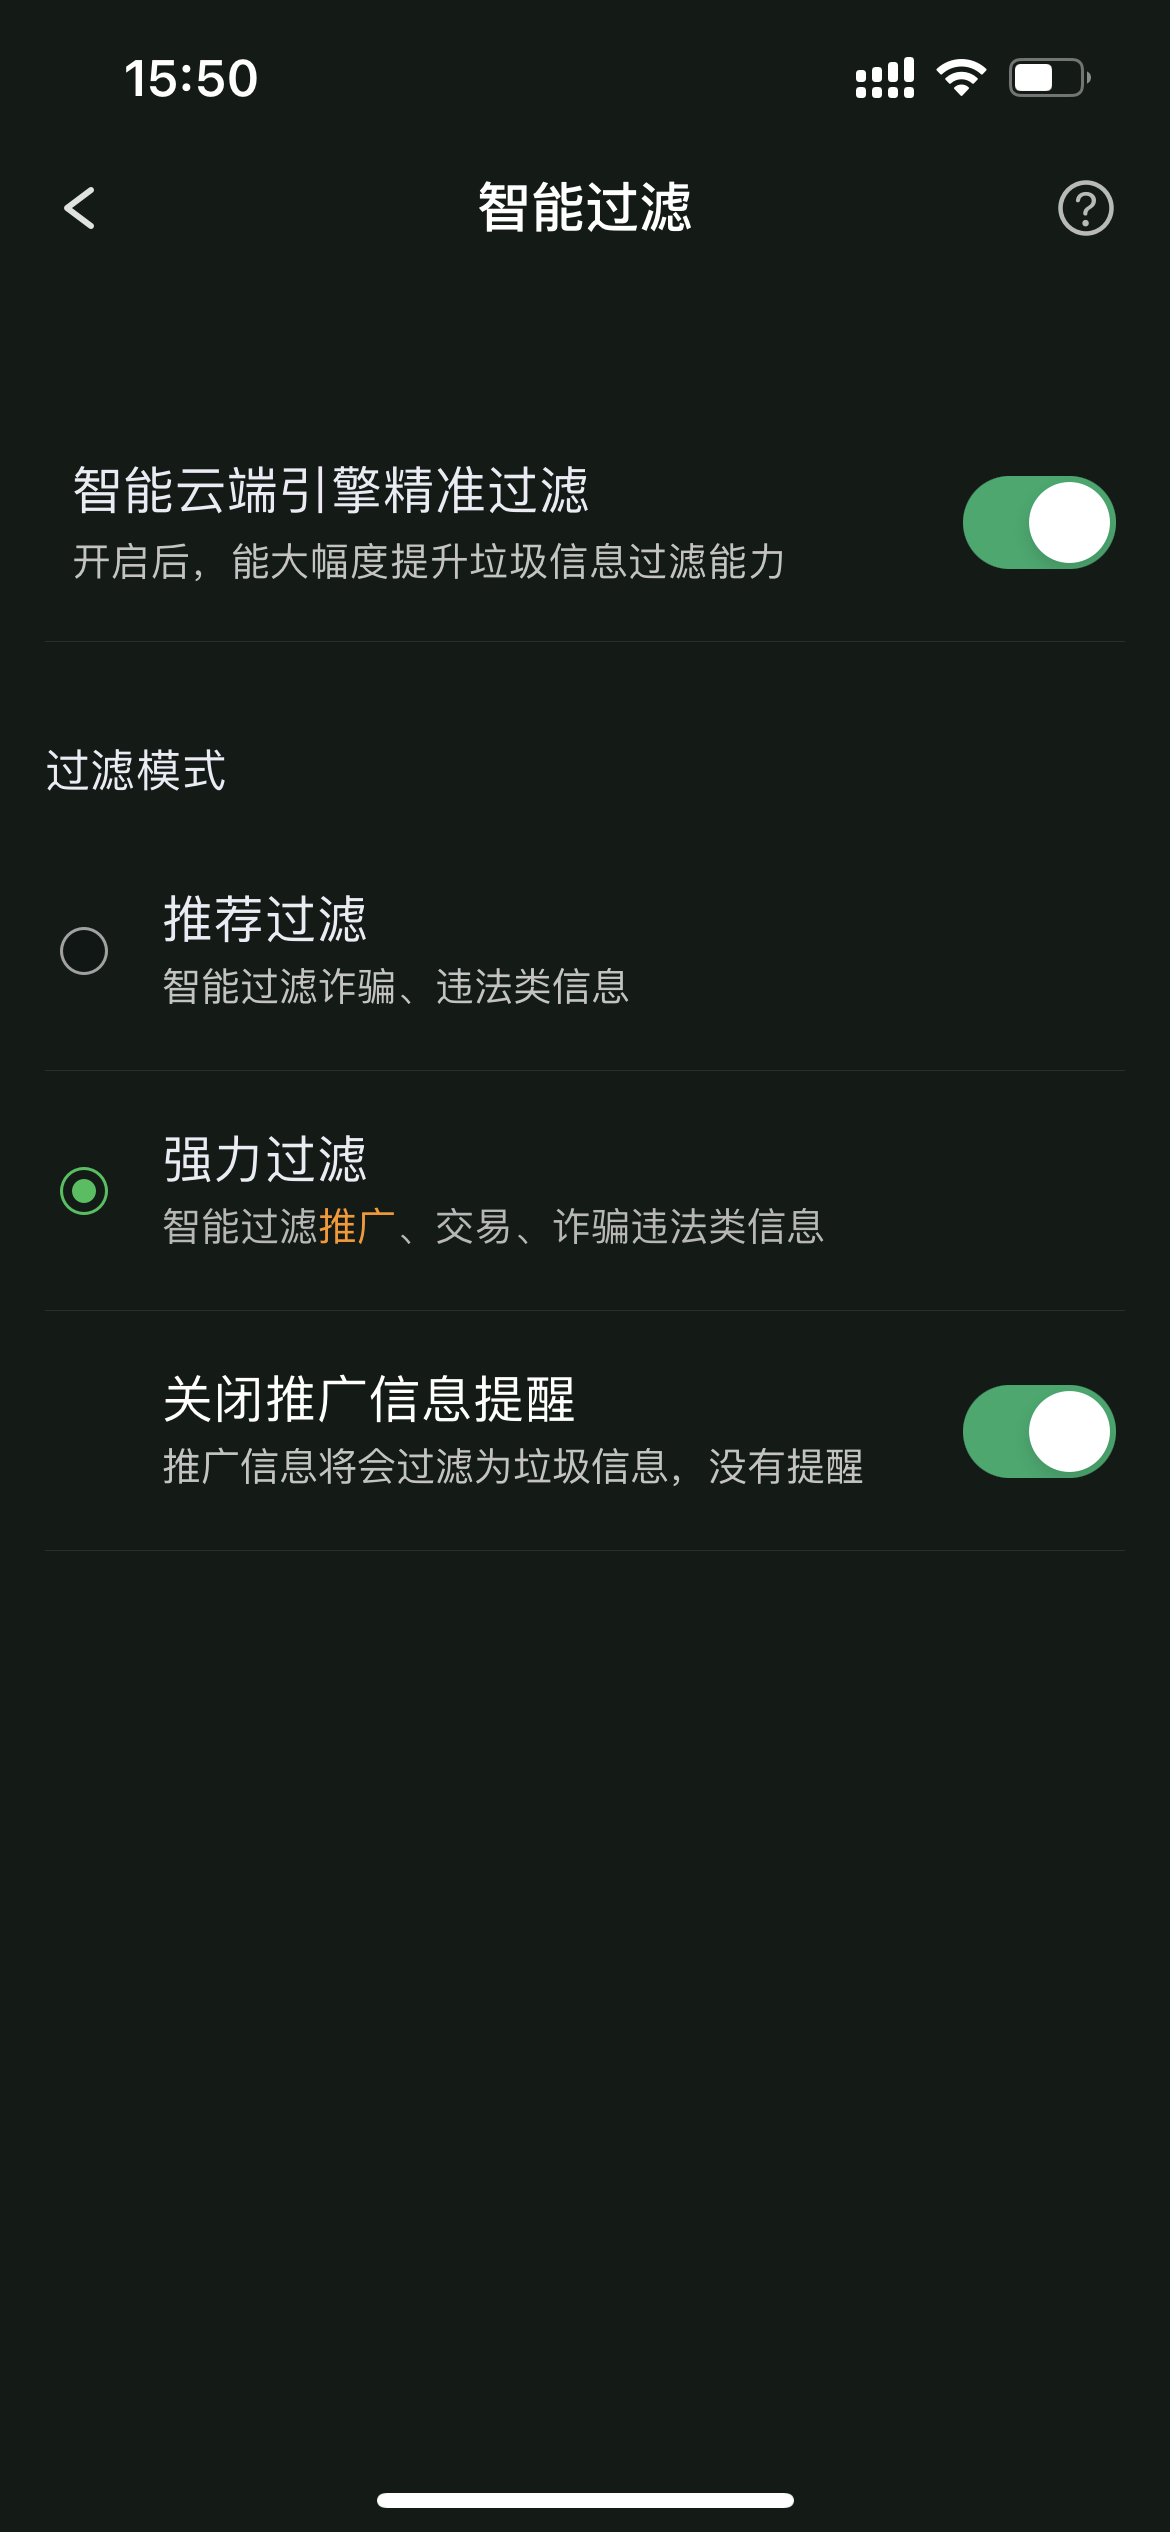 15:50
智能过滤
智能云端引擎精准过滤
开启后，能大幅度提升垃圾信息过滤能力
过滤模式
推荐过滤
智能过滤诈骗、违法类信息
强力过滤
智能过滤推广、交易、诈骗违法类信息
关闭推广信息提醒
推广信息将会过滤为垃圾信息，没有提醒